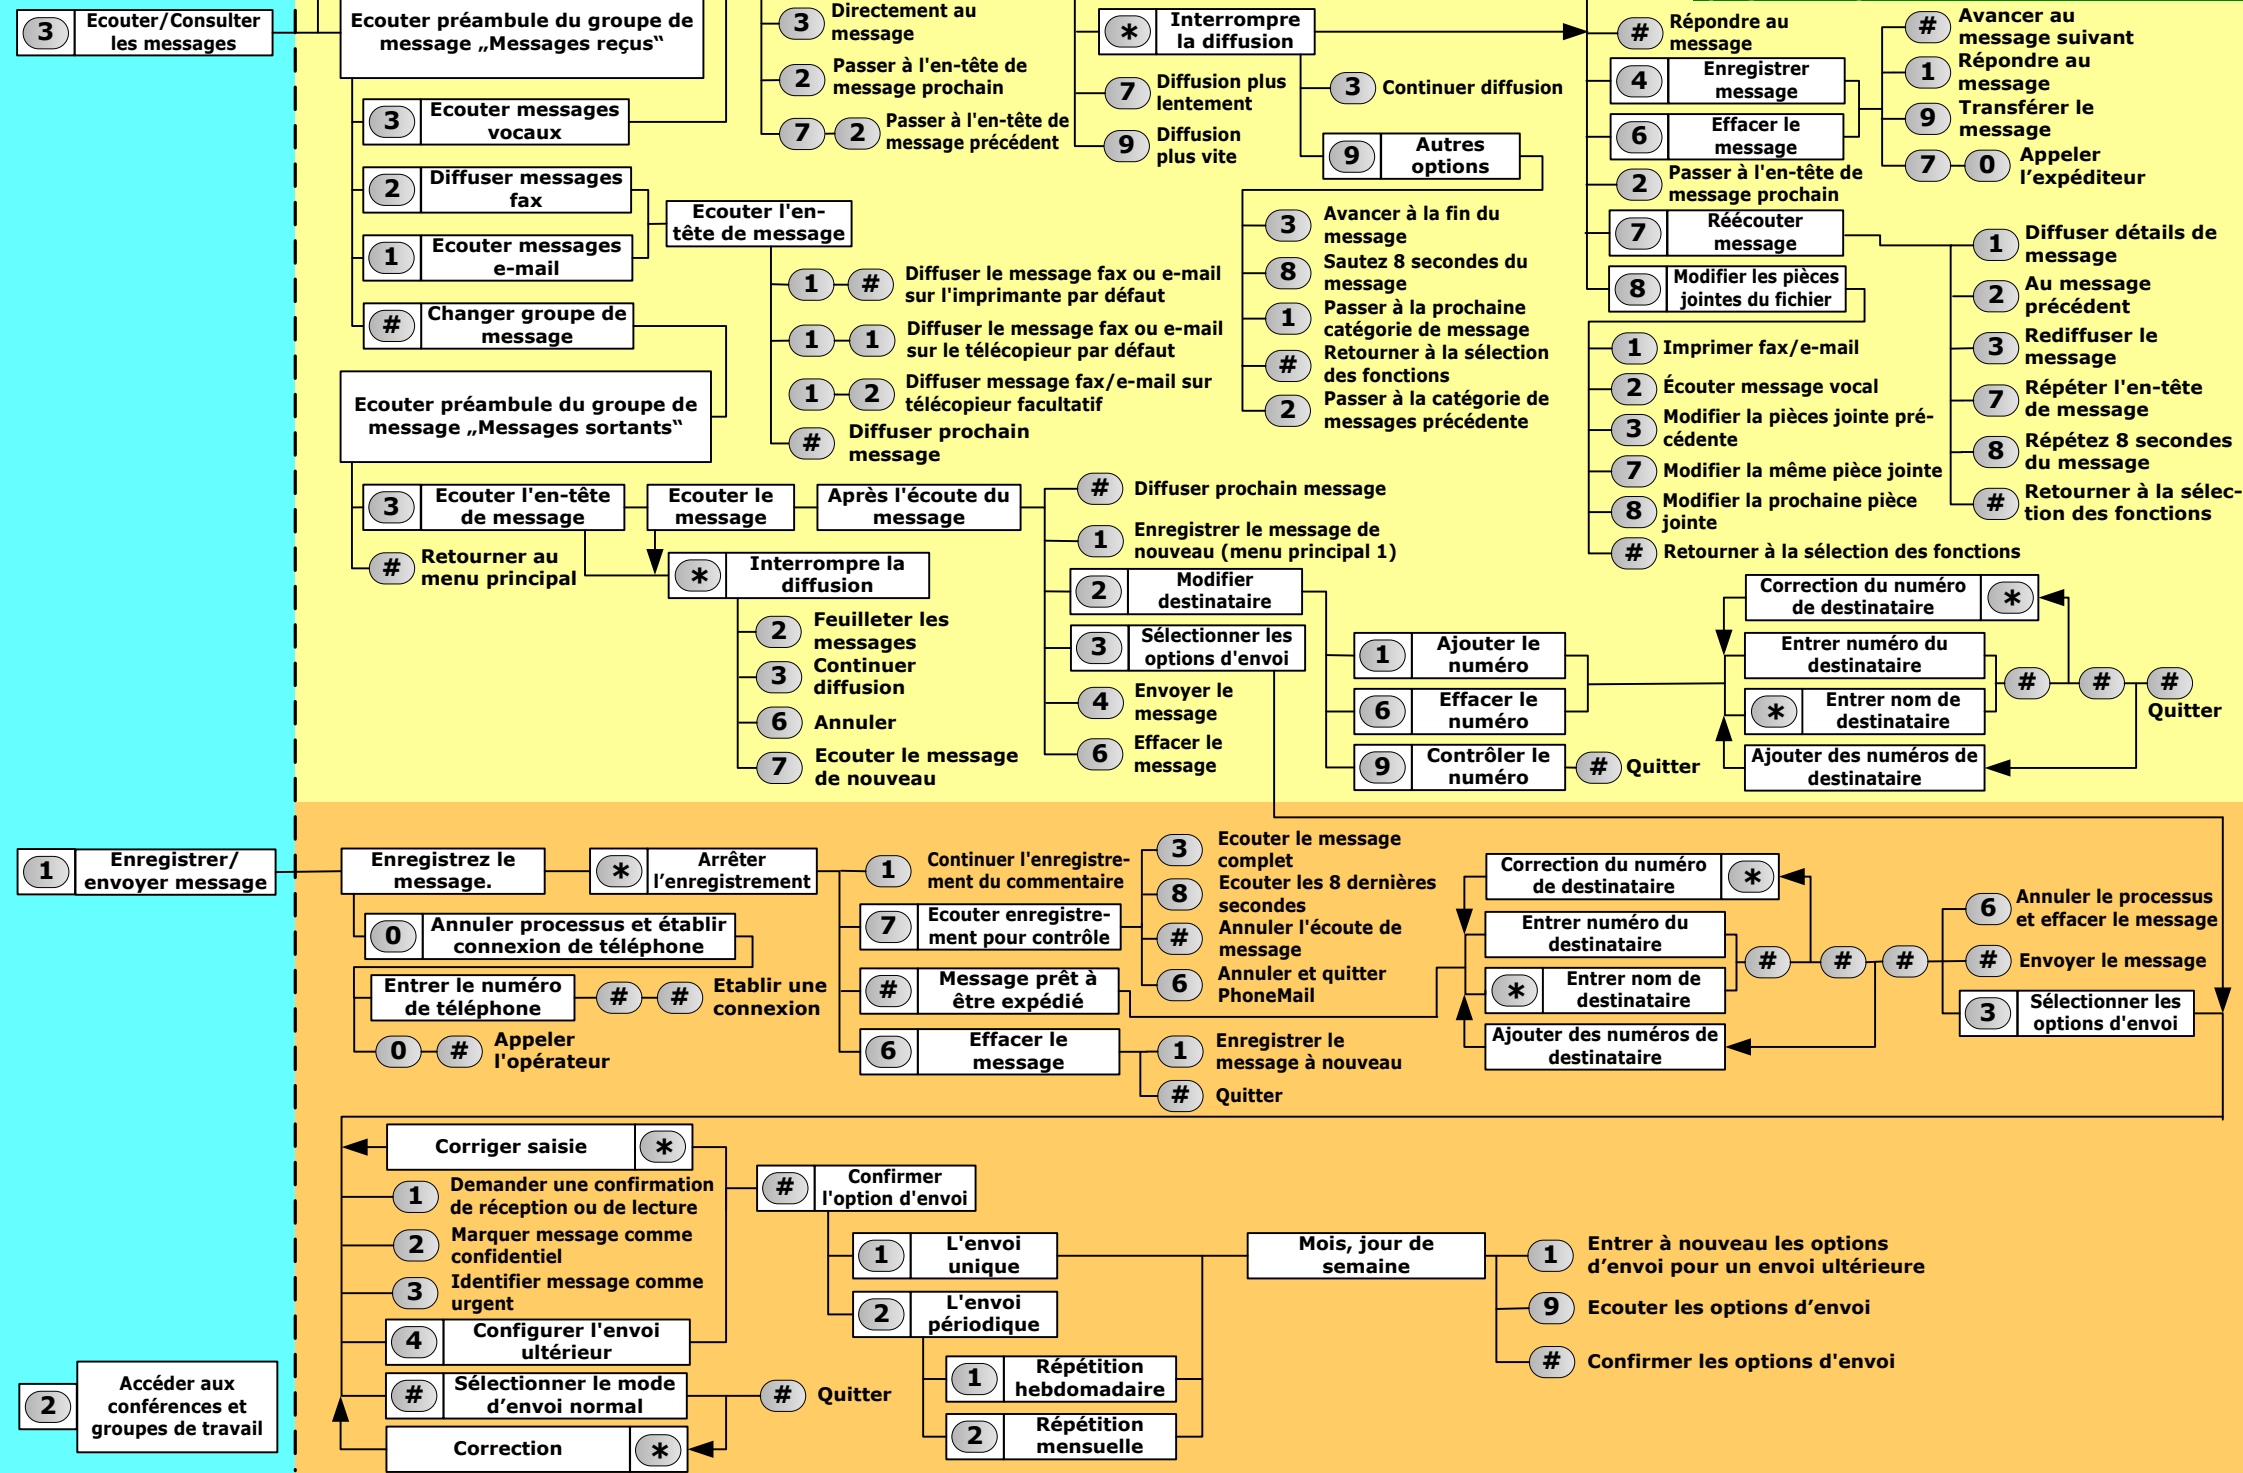 3
Ecouter/Consulter
les messages
Ecouter préambule du groupe de
message „Messages reçus“
3
Ecouter messages
vocaux
2
Diffuser messages
fax
1
Ecouter messages
e-mail
#
Changer groupe de
message
Ecouter l'en-
tête de message
1 #
Diffuser le message fax ou e-mail
sur l'imprimante par défaut
1 1
Diffuser le message fax ou e-mail
sur le télécopieur par défaut
1 2
Diffuser message fax/e-mail sur
télécopieur facultatif
#
Diffuser prochain
message
3
Directement au
message
2
Passer à l'en-tête de
message prochain
7 2
Passer à l'en-tête de
message précédent
*
Interrompre
la diffusion
7
Diffusion plus
lentement
9
Diffusion
plus vite
3
Continuer diffusion
9
Autres
options
3
Avancer à la fin du
message
8
Sautez 8 secondes du
message
1
Passer à la prochaine
catégorie de message
#
Retourner à la sélection
des fonctions
2
Passer à la catégorie de
messages précédente
#
Répondre au
message
4
Enregistrer
message
6
Effacer le
message
2
Passer à l'en-tête de
message prochain
7
Réécouter
message
8
Modifier les pièces
jointes du fichier
#
Avancer au
message suivant
1
Répondre au
message
9
Transférer le
message
7 0
Appeler
l’expéditeur
1
Diffuser détails de
message
2
Au message
précédent
3
Rediffuser le
message
7
Répéter l'en-tête
de message
8
Répétez 8 secondes
du message
#
Retourner à la sélec-
tion des fonctions
1
Imprimer fax/e-mail
2
Écouter message vocal
3
Modifier la pièces jointe pré-
cédente
7
Modifier la même pièce jointe
8
Modifier la prochaine pièce
jointe
#
Retourner à la sélection des fonctions
Ecouter préambule du groupe de
message „Messages sortants“
3
Ecouter l'en-tête
de message
Ecouter le
message
Après l'écoute du
message
#
Retourner au
menu principal
*
Interrompre la
diffusion
2
Feuilleter les
messages
3
Continuer
diffusion
6
Annuler
7
Ecouter le message
de nouveau
#
Diffuser prochain message
1
Enregistrer le message de
nouveau (menu principal 1)
2
Modifier
destinataire
3
Sélectionner les
options d'envoi
4
Envoyer le
message
6
Effacer le
message
1
Ajouter le
numéro
6
Effacer le
numéro
9
Contrôler le
numéro
#
Quitter
Correction du numéro
de destinataire
*
Entrer numéro du
destinataire
*
Entrer nom de
destinataire
Ajouter des numéros de
destinataire
# # #
Quitter
1
Enregistrer/
envoyer message
Enregistrez le
message.
*
Arrêter
l’enregistrement
0
Annuler processus et établir
connexion de téléphone
Entrer le numéro
de téléphone
# #
Etablir une
connexion
0 #
Appeler
l'opérateur
1
Continuer l'enregistre-
ment du commentaire
7
Ecouter enregistre-
ment pour contrôle
#
Message prêt à
être expédié
6
Effacer le
message
3
Ecouter le message
complet
8
Ecouter les 8 dernières
secondes
#
Annuler l'écoute de
message
6
Annuler et quitter
PhoneMail
1
Enregistrer le
message à nouveau
#
Quitter
Correction du numéro
de destinataire
*
Entrer numéro du
destinataire
*
Entrer nom de
destinataire
Ajouter des numéros de
destinataire
# # #
6
Annuler le processus
et effacer le message
#
Envoyer le message
3
Sélectionner les
options d'envoi
Corriger saisie
*
1
Demander une confirmation
de réception ou de lecture
2
Marquer message comme
confidentiel
3
Identifier message comme
urgent
4
Configurer l'envoi
ultérieur
#
Sélectionner le mode
d’envoi normal
Correction
*
#
Quitter
#
Confirmer
l'option d'envoi
1
L'envoi
unique
2
L'envoi
périodique
1
Répétition
hebdomadaire
2
Répétition
mensuelle
Mois, jour de
semaine
1
Entrer à nouveau les options
d’envoi pour un envoi ultérieure
9
Ecouter les options d’envoi
#
Confirmer les options d'envoi
2
Accéder aux
conférences et
groupes de travail